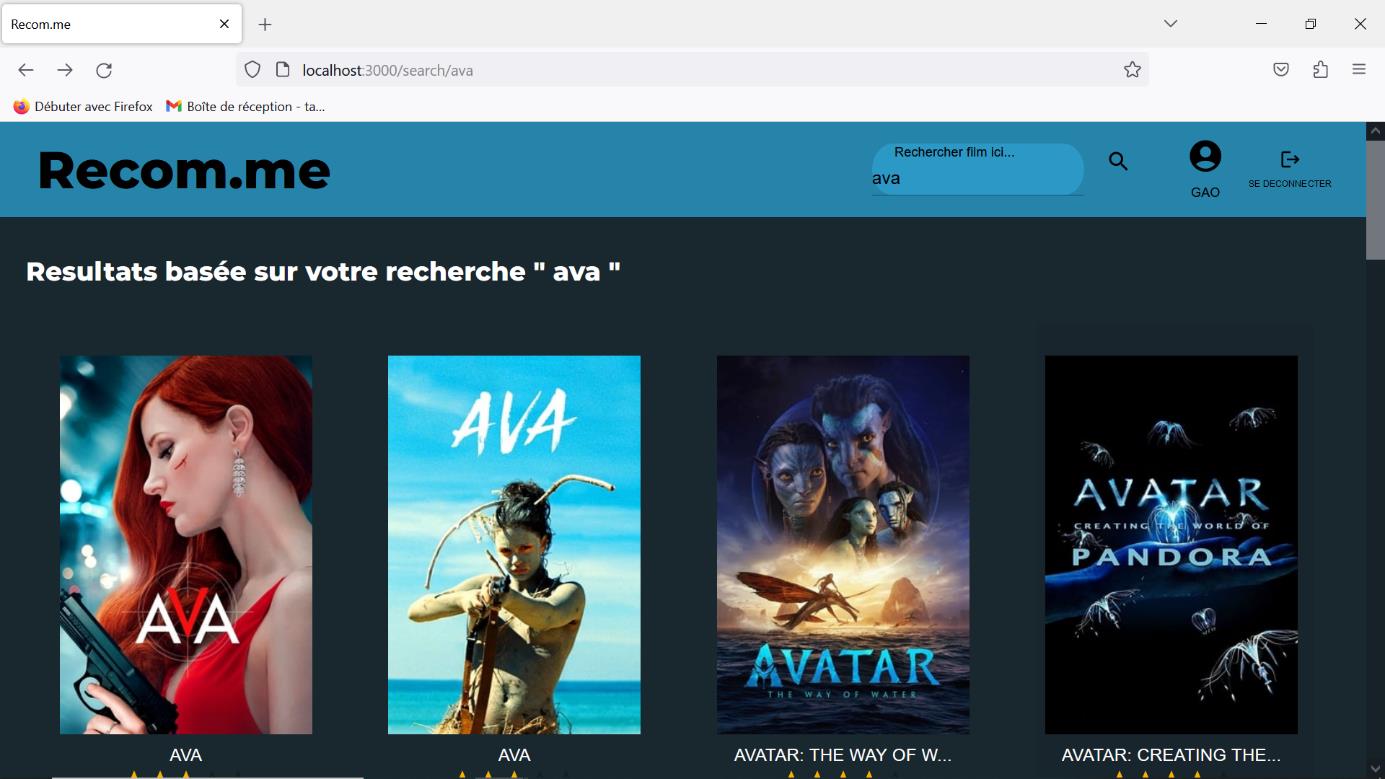 Recom.me
localhost:3000/search/ava
Débuter avec Firefox
Boîte de réception - ta...
Recom.me
Rechercher film ici...
ava
GAO
SE DECONNECTER
Resultats basée sur votre recherche " ava "
AVA
AVA
AVATAR
THE WAY OF WATER
AVATAR
CREATING THE WORLD OF
PANDORA
AVA
AVA
AVATAR: THE WAY OF W...
AVATAR: CREATING THE...